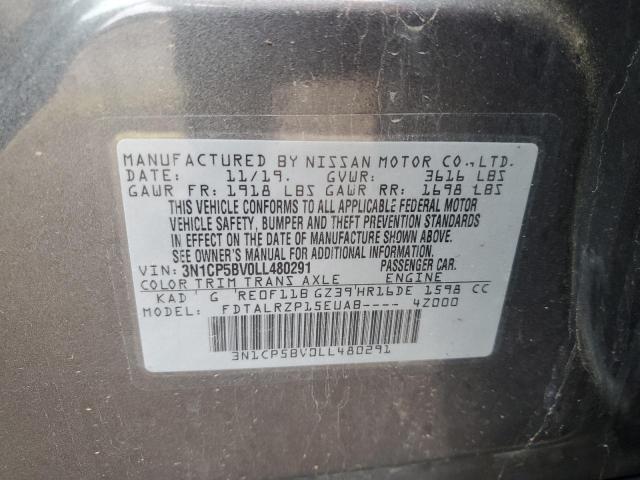 MANUFACTURED BY NISSAN MOTOR CO.,LTD.
DATE: 11/19. GVWR: 3616 LBS
GAWR FR: 1918 LBS GAWR RR: 1698 LBS
THIS VEHICLE CONFORMS TO ALL APPLICABLE FEDERAL MOTOR
VEHICLE SAFETY, BUMPER, AND THEFT PREVENTION STANDARDS
IN EFFECT ON THE DATE OF MANUFACTURE SHOWN ABOVE.
SEE OWNER'S MANUAL FOR ADDITIONAL INFORMATION.
VIN: 3N1CP5BV0LL480291 PASSENGER CAR.
COLOR TRIM TRANS AXLE ENGINE
KAD G RE0F11B GZ39 HR16DE 1598 CC
MODEL: FDTALRZP15EUAB---- 4Z000
3N1CP5BV0LL480291